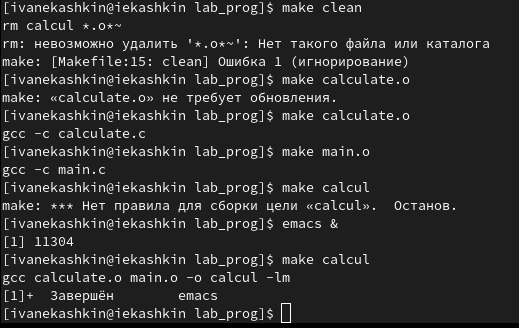 [ivanekashkin@iekashkin lab_prog]$ make clean
rm calcul *.o*~
rm: невозможно удалить '*.o*~': Нет такого файла или каталога
make: [Makefile:15: clean] Ошибка 1 (игнорирование)
[ivanekashkin@iekashkin lab_prog]$ make calculate.o
make: «calculate.o» не требует обновления.
[ivanekashkin@iekashkin lab_prog]$ make calculate.o
gcc -c calculate.c
[ivanekashkin@iekashkin lab_prog]$ make main.o
gcc -c main.c
[ivanekashkin@iekashkin lab_prog]$ make calcul
make: *** Нет правила для сборки цели «calcul».  Останов.
[ivanekashkin@iekashkin lab_prog]$ emacs &
[1] 11304
[ivanekashkin@iekashkin lab_prog]$ make calcul
gcc calculate.o main.o -o calcul -lm
[1]+  Завершён        emacs
[ivanekashkin@iekashkin lab_prog]$